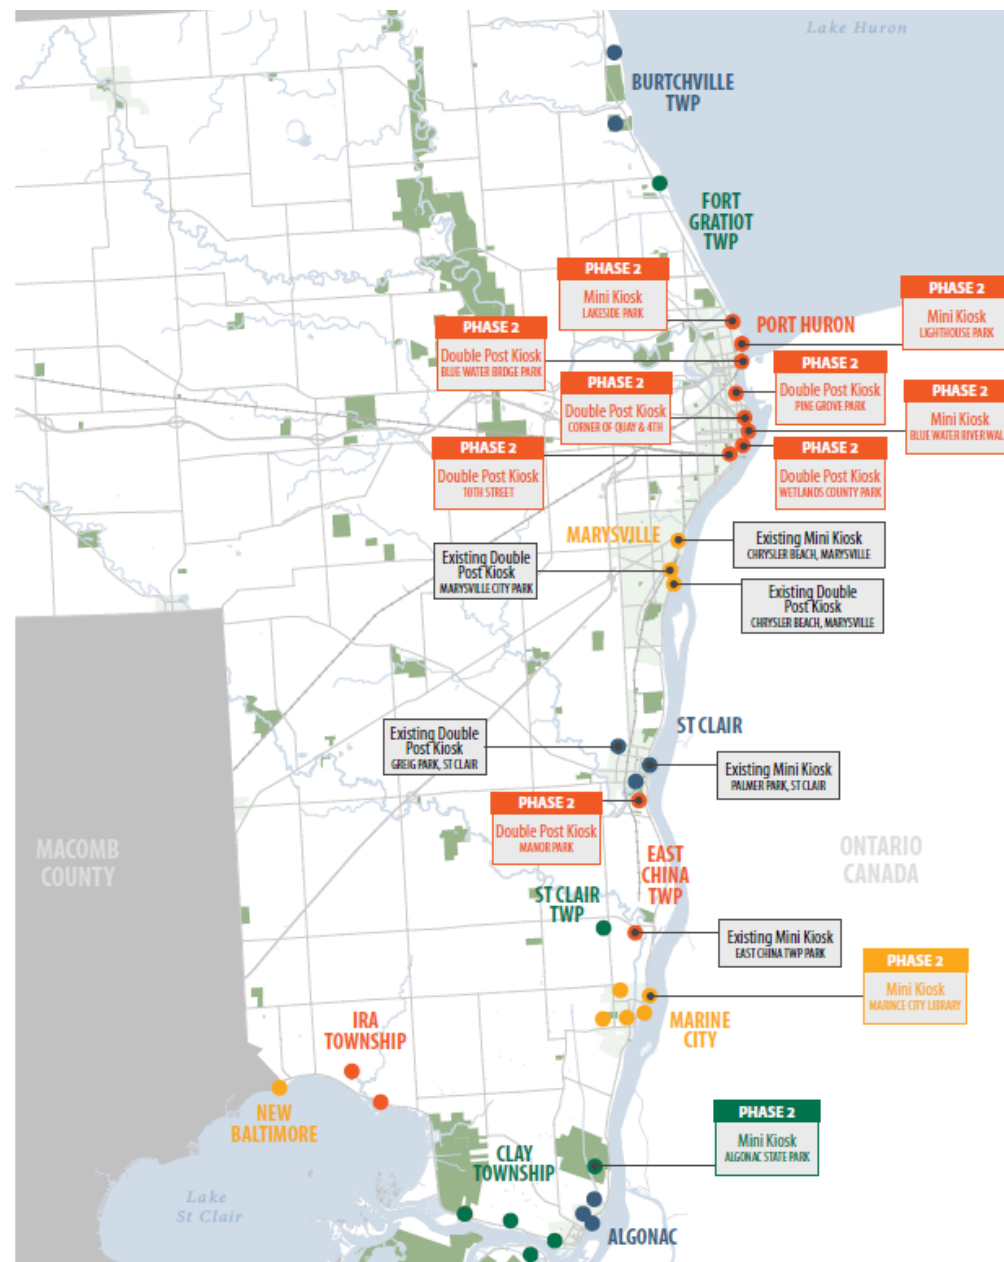 Lake Huron
BURTCHVILLE
TWP
FORT
GRATIOT
TWP
PHASE 2
Mini Kiosk
LAKESIDE PARK
PHASE 2
Mini Kiosk
LIGHTHOUSE PARK
PORT HURON
PHASE 2
Double Post Kiosk
BLUE WATER BRDGE PARK
PHASE 2
Double Post Kiosk
PINE GROVE PARK
PHASE 2
Double Post Kiosk
CORNER OF QUAY & 4TH
PHASE 2
Mini Kiosk
BLUE WATER RIVER WAL
PHASE 2
Double Post Kiosk
10TH STREET
PHASE 2
Double Post Kiosk
WETLANDS COUNTY PARK
MARYSVILLE
Existing Mini Kiosk
CHRYSLER BEACH, MARYSVILLE
Existing Double
Post Kiosk
MARYSVILLE CITY PARK
Existing Double
Post Kiosk
CHRYSLER BEACH, MARYSVILLE
ST CLAIR
Existing Double
Post Kiosk
GREIG PARK, ST CLAIR
Existing Mini Kiosk
PALMER PARK, ST CLAIR
PHASE 2
Double Post Kiosk
MANOR PARK
MACOMB
COUNTY
ONTARIO
CANADA
EAST
CHINA
TWP
ST CLAIR
TWP
Existing Mini Kiosk
EAST CHINA TWP PARK
PHASE 2
Mini Kiosk
MARINCE CITY LIBRARY
MARINE
CITY
IRA
TOWNSHIP
NEW
BALTIMORE
PHASE 2
Mini Kiosk
ALGONAC STATE PARK
CLAY
TOWNSHIP
Lake
St Clair
ALGONAC